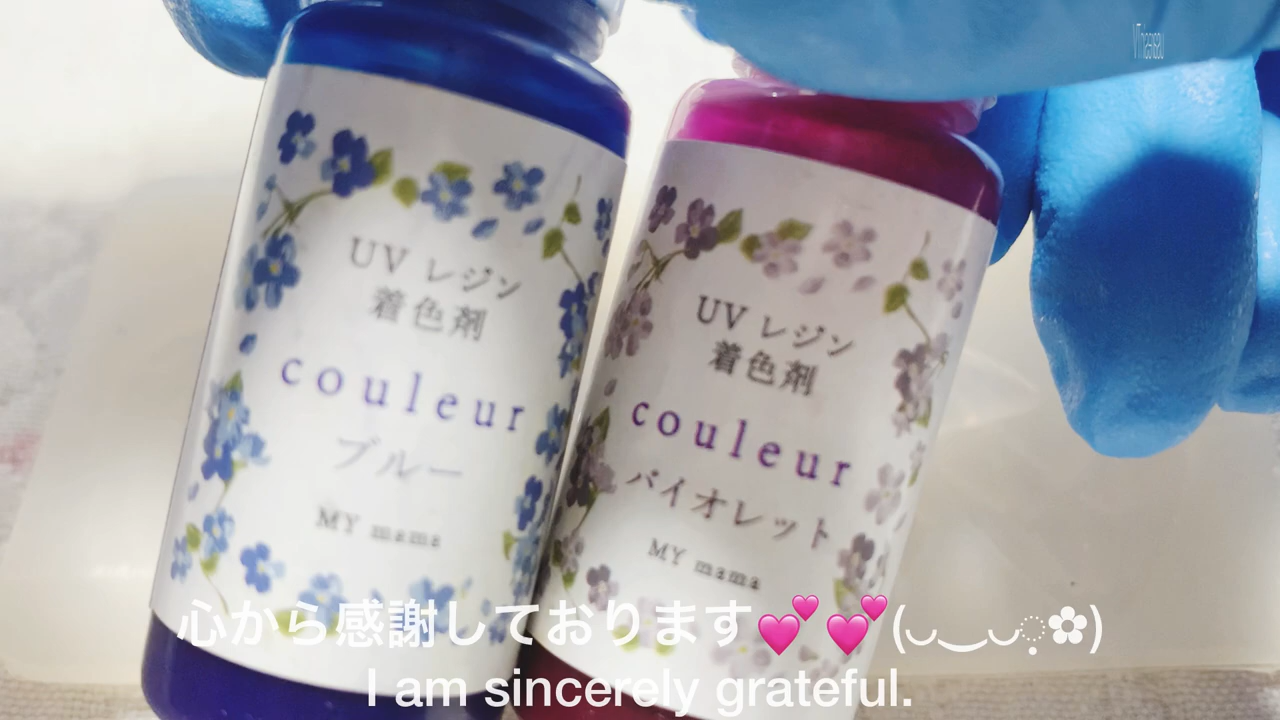 UV レジン
着色剤
couleur
ブルー
MY mama
UV レジン
着色剤
couleur
バイオレット
MY mama
心から感謝しております💕💕(◡‿◡ฺ✿)
I am sincerely grateful.